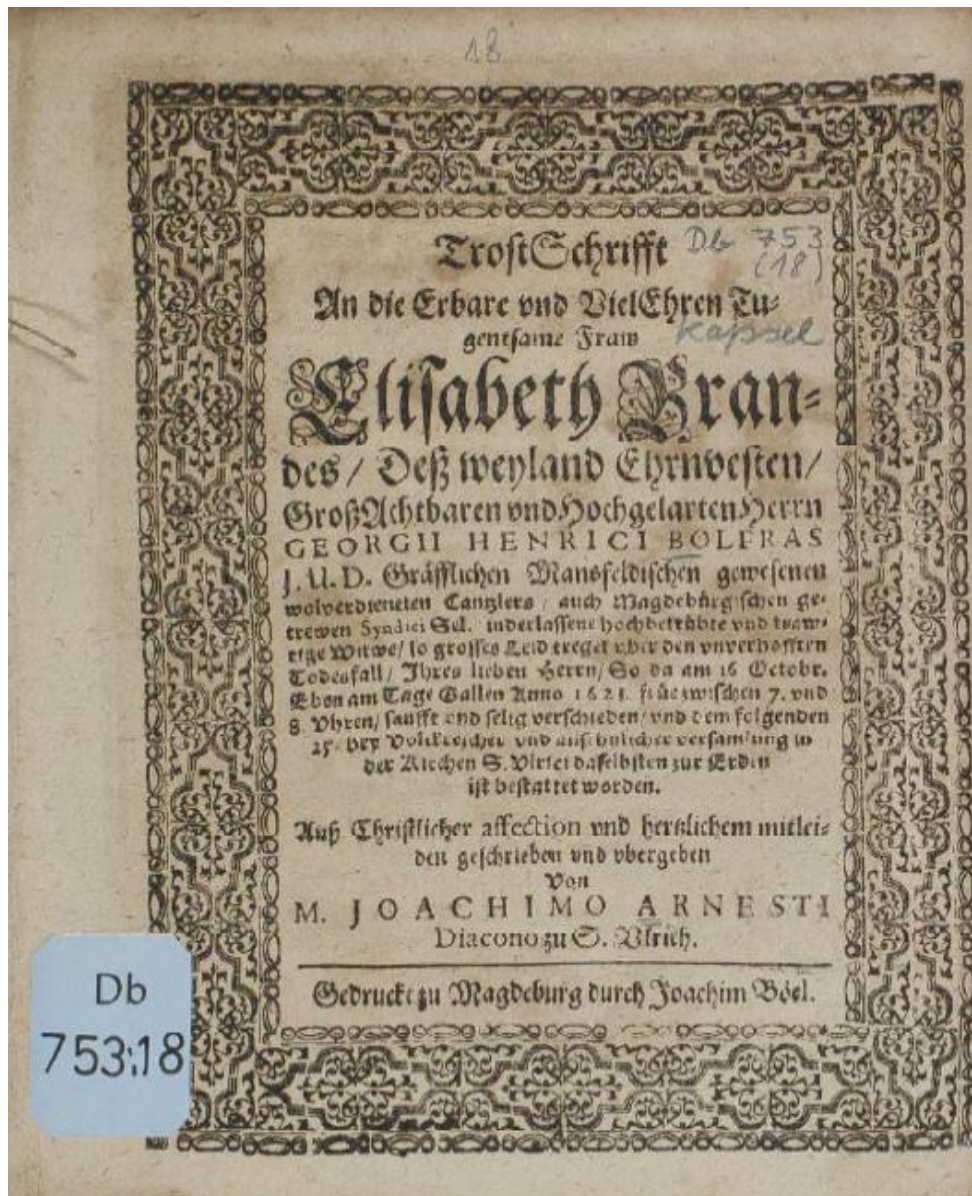 18
TrostSchrifft
Db 753
(18)
An die Erbare vnd VielEhren Tu-
gentsame Fraw
Kapsel
Elisabeth Bran-
des / Deß weyland Ehrnvesten /
GroßAchtbaren vnd Hochgelarten Herrn
GEORGII HENRICI BOLFRAS
J.U.D. Gräfflichen Mansfeldischen gewesenen
wolverdieneten Cantzlers / auch Magdebürgischen ge-
trewen Syndici Sel. hinderlassene hochbetrübte vnd traw-
rige Witwe / so grosses Leid treget vber den vnverhofften
Todesfall / Ihres lieben Herrn / So da am 16 Octobr.
Eben am Tage Gallen Anno 1621. früe zwischen 7. vnd
8 Vhren / sanfft vnd selig verschieden / vnd dem folgenden
25. bey Volckreicher vnd ansehnlicher versamlung in
der Kirchen S. Vlrici daselbsten zur Erden
ist bestattet worden.
Auß Christlicher affection vnd hertzlichem mitlei-
den geschrieben vnd vbergeben
Von
M. JOACHIMO ARNESTI
Diacono zu S. Vlrich.
Gedruckt zu Magdeburg durch Joachim Böel.
Db
753:18